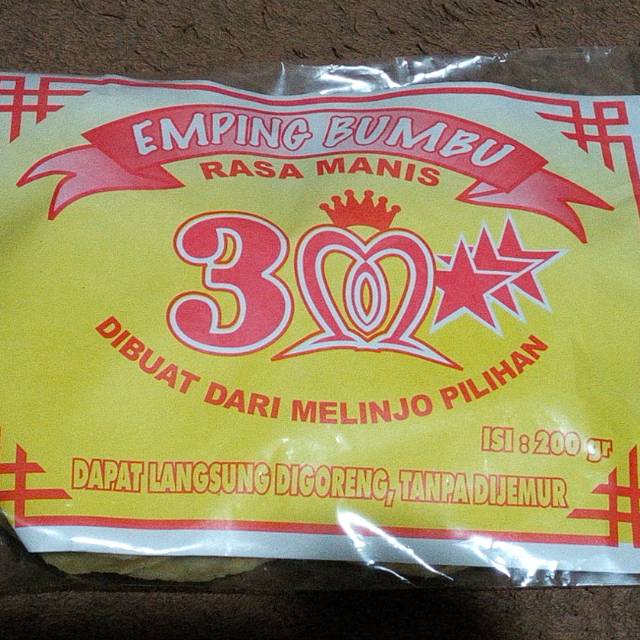 EMPING BUMBU
RASA MANIS
3M
DIBUAT DARI MELINJO PILIHAN
ISI : 200 gr
DAPAT LANGSUNG DIGORENG, TANPA DIJEMUR